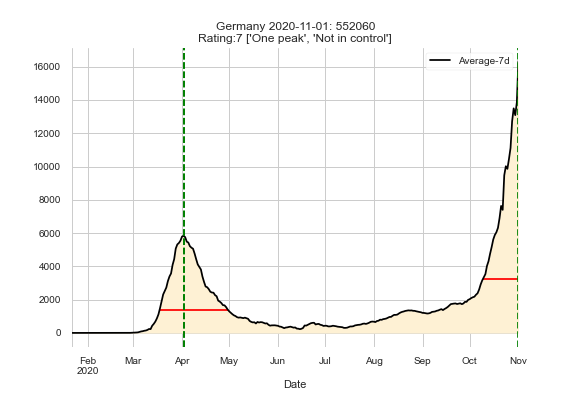 Germany 2020-11-01: 552060
Rating:7 ['One peak', 'Not in control']
Average-7d
16000
14000
12000
10000
8000
6000
4000
2000
0
Feb Mar Apr May Jun Jul Aug Sep Oct Nov
2020
Date